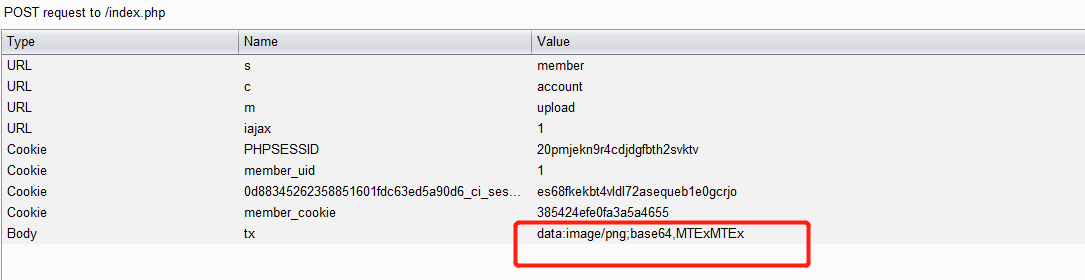 POST request to /index.php
Type Name Value
URL s member
URL c account
URL m upload
URL iajax 1
Cookie PHPSESSID 20pmjekn9r4cdjdgfbth2svktv
Cookie member_uid 1
Cookie 0d88345262358851601fdc63ed5a90d6_ci_ses... es68fkekbt4vldl72asequeb1e0gcrjo
Cookie member_cookie 385424efe0fa3a5a4655
Body tx data:image/png;base64,MTExMTEx